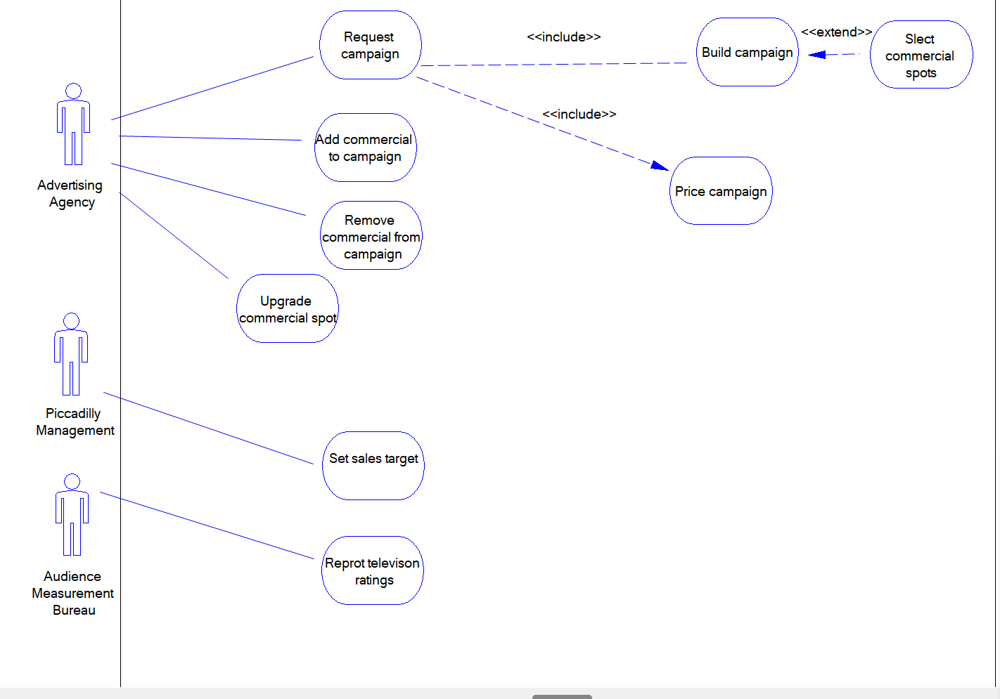 Request
campaign
<<include>>
Build campaign
<<extend>>
Slect
commercial
spots
<<include>>
Add commercial
to campaign
Price campaign
Advertising
Agency
Remove
commercial from
campaign
Upgrade
commercial spot
Piccadilly
Management
Set sales target
Reprot televison
ratings
Audience
Measurement
Bureau